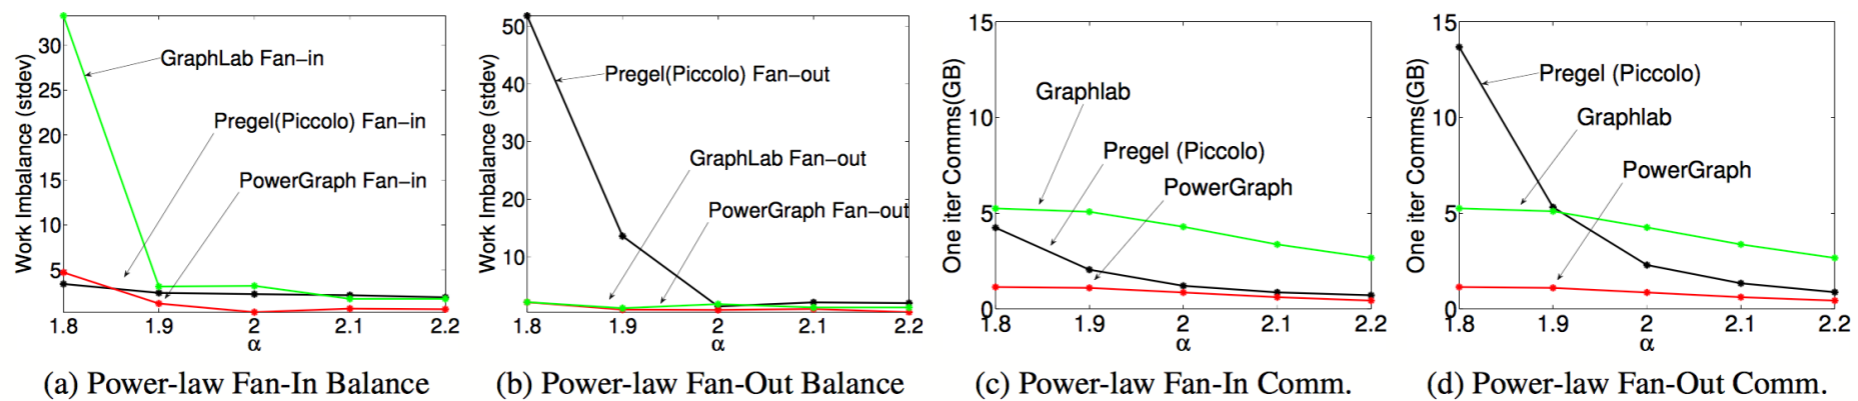 Work Imbalance (stdev)
30
25
20
15
10
5
1.8
1.9
2
2.1
2.2
α
GraphLab Fan-in
Pregel(Piccolo) Fan-in
PowerGraph Fan-in
(a) Power-law Fan-In Balance
Work Imbalance (stdev)
50
40
30
20
10
1.8
1.9
2
2.1
2.2
α
Pregel(Piccolo) Fan-out
GraphLab Fan-out
PowerGraph Fan-out
(b) Power-law Fan-Out Balance
One iter Comms(GB)
15
10
5
0
1.8
1.9
2
2.1
2.2
α
Graphlab
Pregel (Piccolo)
PowerGraph
(c) Power-law Fan-In Comm.
One iter Comms(GB)
15
10
5
0
1.8
1.9
2
2.1
2.2
α
Pregel (Piccolo)
Graphlab
PowerGraph
(d) Power-law Fan-Out Comm.